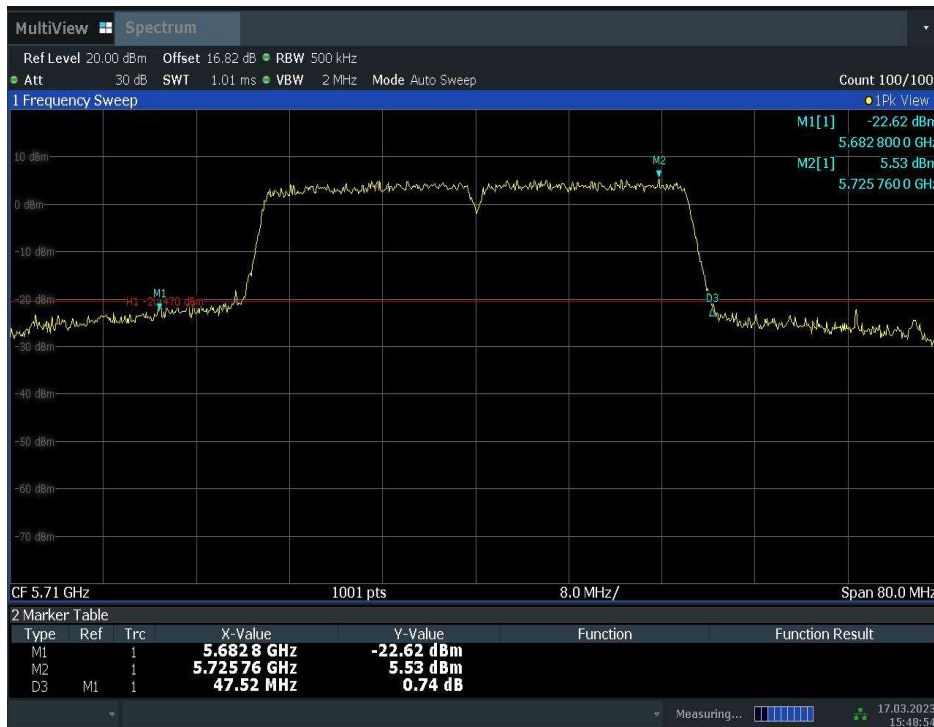 MultiView Spectrum
Ref Level 20.00 dBm Offset 16.82 dB RBW 500 kHz
Att 30 dB SWT 1.01 ms VBW 2 MHz Mode Auto Sweep Count 100/100
1 Frequency Sweep 1Pk View
M1[1] -22.62 dBm
5.682 800 0 GHz
M2[1] 5.53 dBm
5.725 760 0 GHz
10 dBm
M2
0 dBm
-10 dBm
M1
-20 dBm
H1 -20.470 dBm
D3
-30 dBm
-40 dBm
-50 dBm
-60 dBm
-70 dBm
CF 5.71 GHz 1001 pts 8.0 MHz/ Span 80.0 MHz
2 Marker Table
Type Ref Trc X-Value Y-Value Function Function Result
M1 1 5.682 8 GHz -22.62 dBm
M2 1 5.725 76 GHz 5.53 dBm
D3 M1 1 47.52 MHz 0.74 dB
Measuring... 17.03.2023
15:48:54